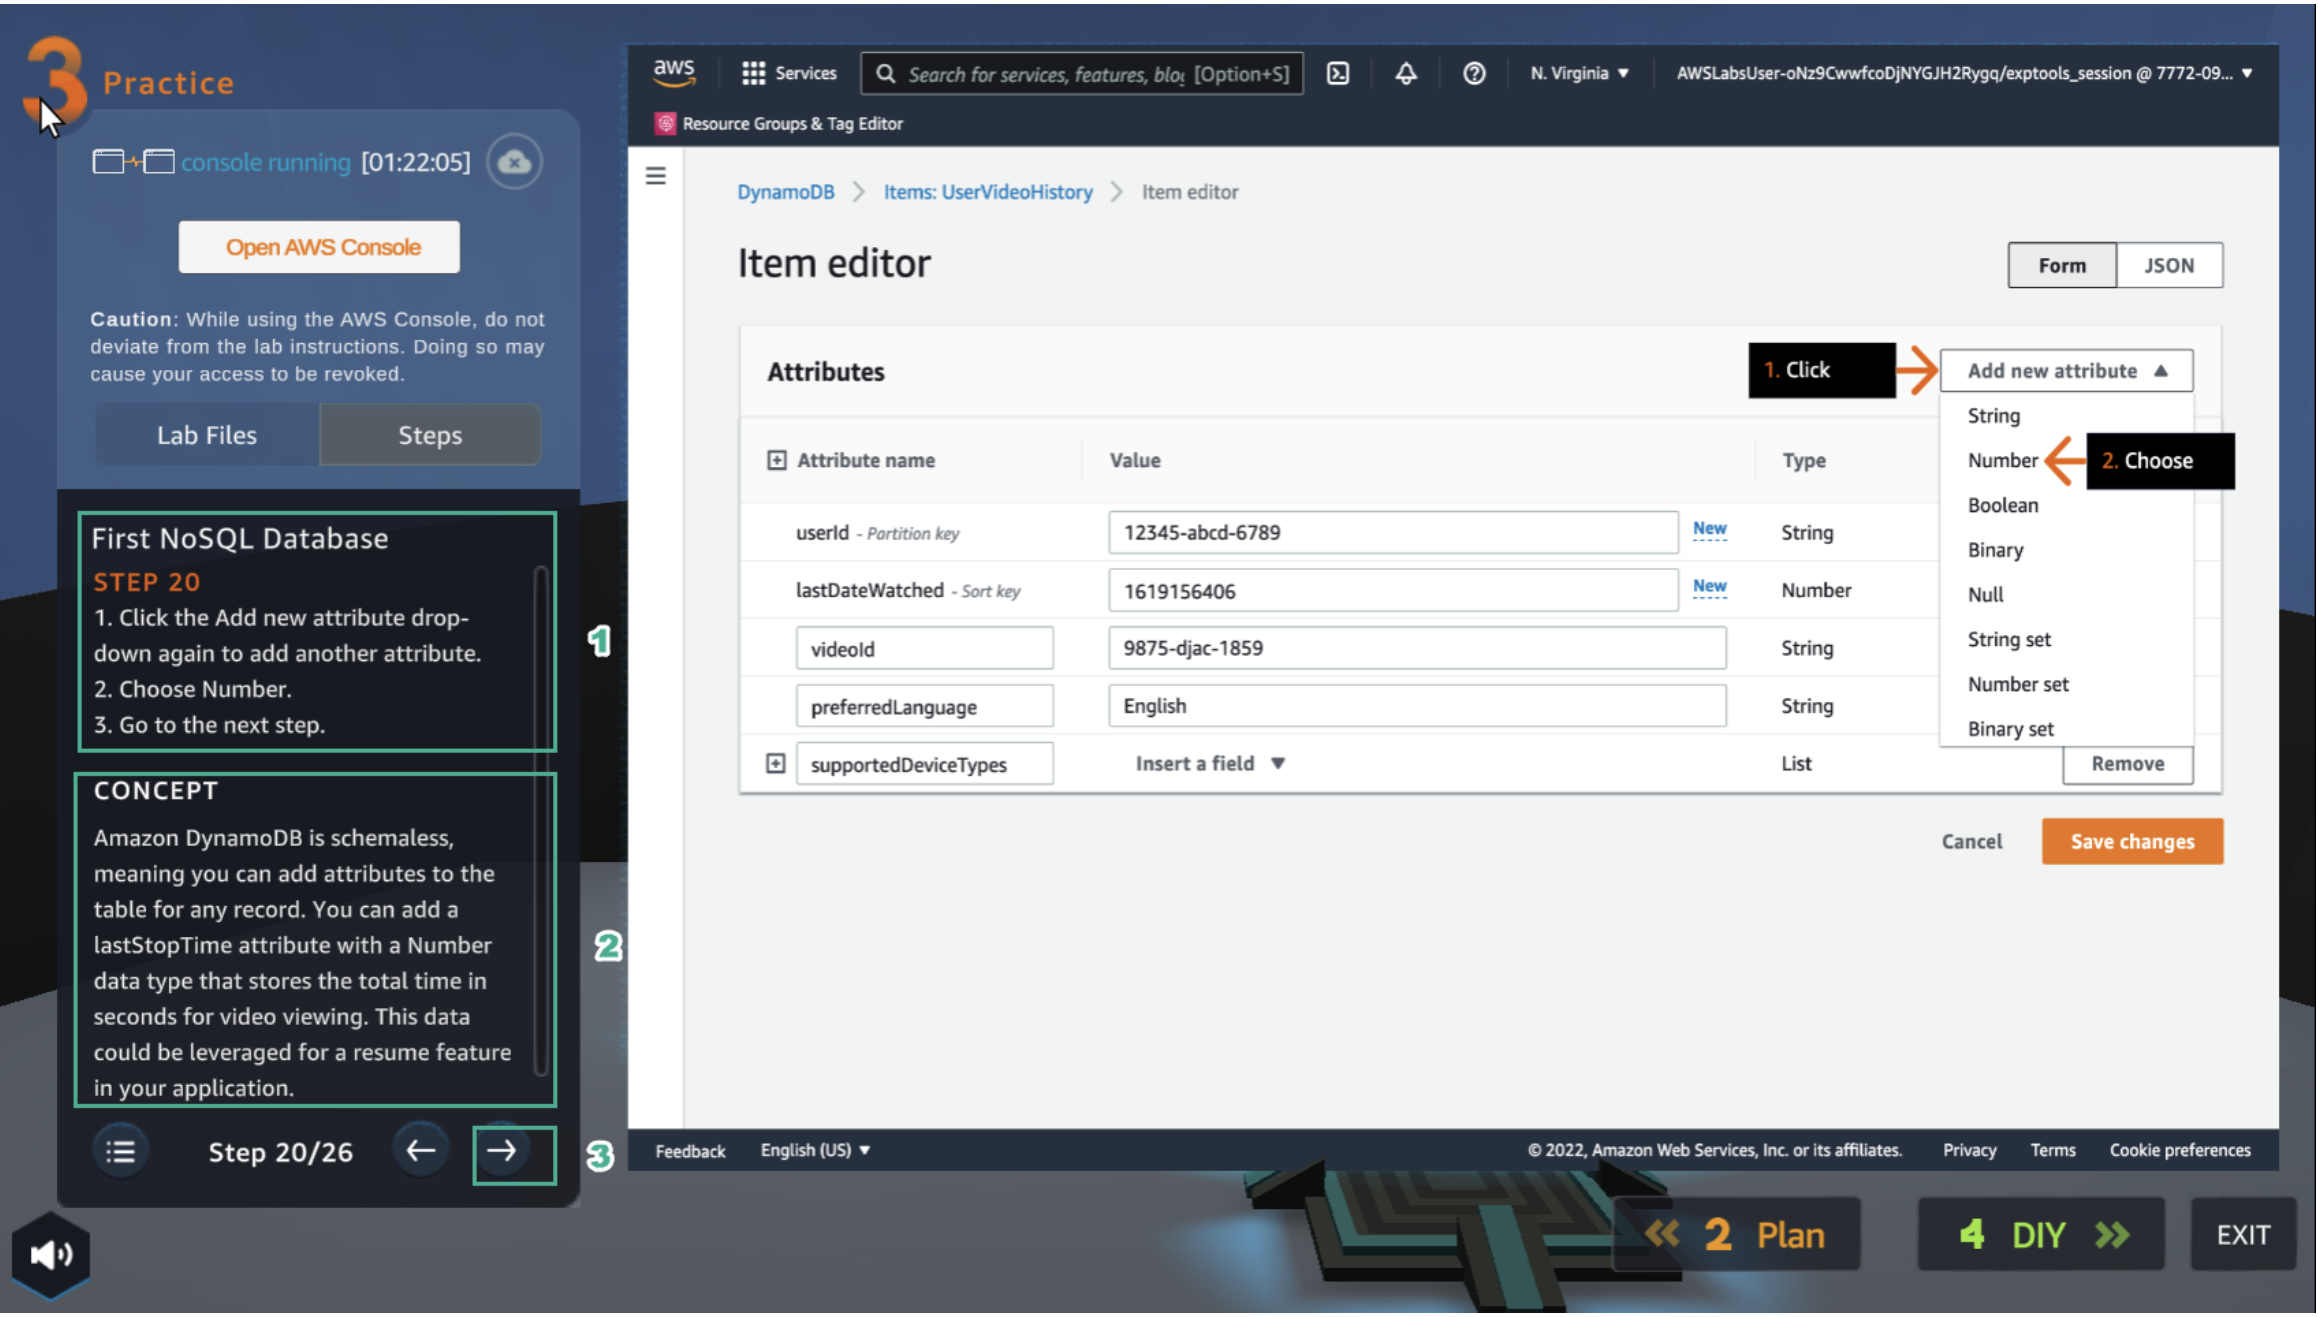 3 Practice
console running [01:22:05]
Open AWS Console
Caution: While using the AWS Console, do not
deviate from the lab instructions. Doing so may
cause your access to be revoked.
Lab Files Steps
First NoSQL Database
STEP 20
1. Click the Add new attribute drop-
down again to add another attribute.
2. Choose Number.
3. Go to the next step.
1
CONCEPT
Amazon DynamoDB is schemaless,
meaning you can add attributes to the
table for any record. You can add a
lastStopTime attribute with a Number
data type that stores the total time in
seconds for video viewing. This data
could be leveraged for a resume feature
in your application.
2
Step 20/26
3
aws Services Search for services, features, blog [Option+S] N. Virginia AWSLabsUser-oNz9CwwfcoDjNYGJH2Rygq/exptools_session @ 7772-09...
Resource Groups & Tag Editor
DynamoDB Items: UserVideoHistory Item editor
Item editor
Form JSON
Attributes
1. Click
Add new attribute
String
Number
2. Choose
Boolean
Binary
Null
String set
Number set
Binary set
Attribute name Value Type
userId - Partition key 12345-abcd-6789 New String
lastDateWatched - Sort key 1619156406 New Number
videoId 9875-djac-1859 String
preferredLanguage English String
supportedDeviceTypes Insert a field List Remove
Cancel Save changes
Feedback English (US) © 2022, Amazon Web Services, Inc. or its affiliates. Privacy Terms Cookie preferences
2 Plan 4 DIY EXIT